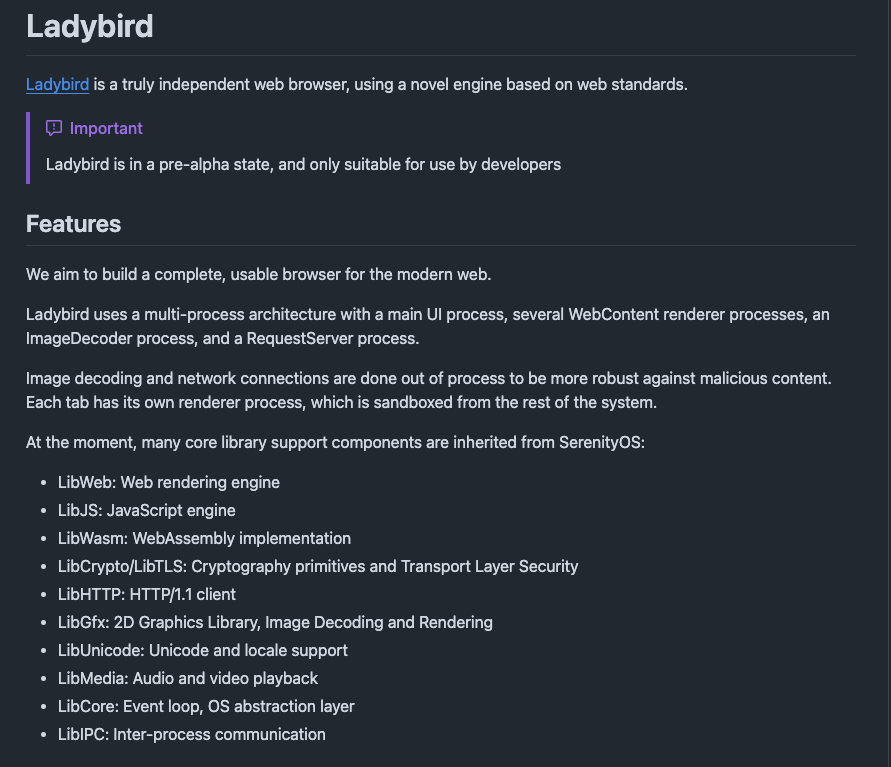 Ladybird
Ladybird is a truly independent web browser, using a novel engine based on web standards.
Important
Ladybird is in a pre-alpha state, and only suitable for use by developers
Features
We aim to build a complete, usable browser for the modern web.
Ladybird uses a multi-process architecture with a main UI process, several WebContent renderer processes, an
ImageDecoder process, and a RequestServer process.
Image decoding and network connections are done out of process to be more robust against malicious content.
Each tab has its own renderer process, which is sandboxed from the rest of the system.
At the moment, many core library support components are inherited from SerenityOS:
• LibWeb: Web rendering engine
• LibJS: JavaScript engine
• LibWasm: WebAssembly implementation
• LibCrypto/LibTLS: Cryptography primitives and Transport Layer Security
• LibHTTP: HTTP/1.1 client
• LibGfx: 2D Graphics Library, Image Decoding and Rendering
• LibUnicode: Unicode and locale support
• LibMedia: Audio and video playback
• LibCore: Event loop, OS abstraction layer
• LibIPC: Inter-process communication